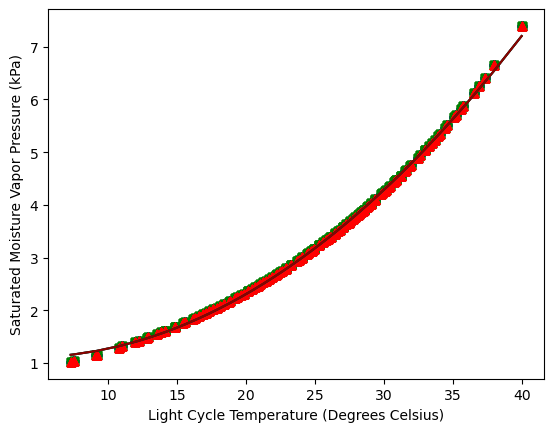 7
6
5
4
3
2
1
Saturated Moisture Vapor Pressure (kPa)
10 15 20 25 30 35 40
Light Cycle Temperature (Degrees Celsius)